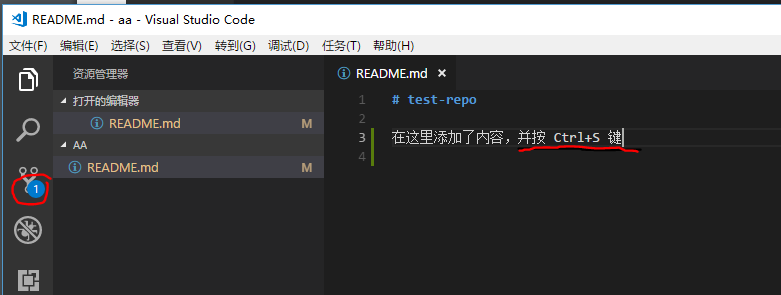 README.md - aa - Visual Studio Code
文件(F) 编辑(E) 选择(S) 查看(V) 转到(G) 调试(D) 任务(T) 帮助(H)
资源管理器
打开的编辑器
README.md M
AA
README.md M
1
README.md ×
1 # test-repo
2
3 在这里添加了内容，并按 Ctrl+S 键
4